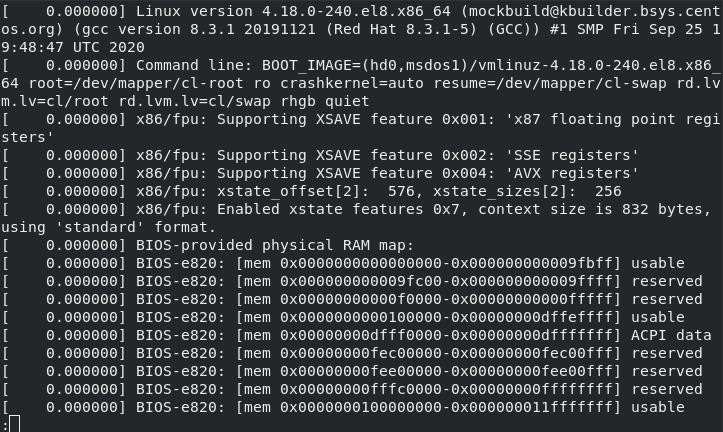 [    0.000000] Linux version 4.18.0-240.el8.x86_64 (mockbuild@kbuilder.bsys.cent
os.org) (gcc version 8.3.1 20191121 (Red Hat 8.3.1-5) (GCC)) #1 SMP Fri Sep 25 1
9:48:47 UTC 2020
[    0.000000] Command line: BOOT_IMAGE=(hd0,msdos1)/vmlinuz-4.18.0-240.el8.x86_
64 root=/dev/mapper/cl-root ro crashkernel=auto resume=/dev/mapper/cl-swap rd.lv
m.lv=cl/root rd.lvm.lv=cl/swap rhgb quiet
[    0.000000] x86/fpu: Supporting XSAVE feature 0x001: 'x87 floating point regi
sters'
[    0.000000] x86/fpu: Supporting XSAVE feature 0x002: 'SSE registers'
[    0.000000] x86/fpu: Supporting XSAVE feature 0x004: 'AVX registers'
[    0.000000] x86/fpu: xstate_offset[2]:  576, xstate_sizes[2]:  256
[    0.000000] x86/fpu: Enabled xstate features 0x7, context size is 832 bytes,
using 'standard' format.
[    0.000000] BIOS-provided physical RAM map:
[    0.000000] BIOS-e820: [mem 0x0000000000000000-0x000000000009fbff] usable
[    0.000000] BIOS-e820: [mem 0x000000000009fc00-0x000000000009ffff] reserved
[    0.000000] BIOS-e820: [mem 0x00000000000f0000-0x00000000000fffff] reserved
[    0.000000] BIOS-e820: [mem 0x0000000000100000-0x00000000dffeffff] usable
[    0.000000] BIOS-e820: [mem 0x00000000dfff0000-0x00000000dfffffff] ACPI data
[    0.000000] BIOS-e820: [mem 0x00000000fec00000-0x00000000fec00fff] reserved
[    0.000000] BIOS-e820: [mem 0x00000000fee00000-0x00000000fee00fff] reserved
[    0.000000] BIOS-e820: [mem 0x00000000fffc0000-0x00000000ffffffff] reserved
[    0.000000] BIOS-e820: [mem 0x0000000100000000-0x000000011fffffff] usable
: